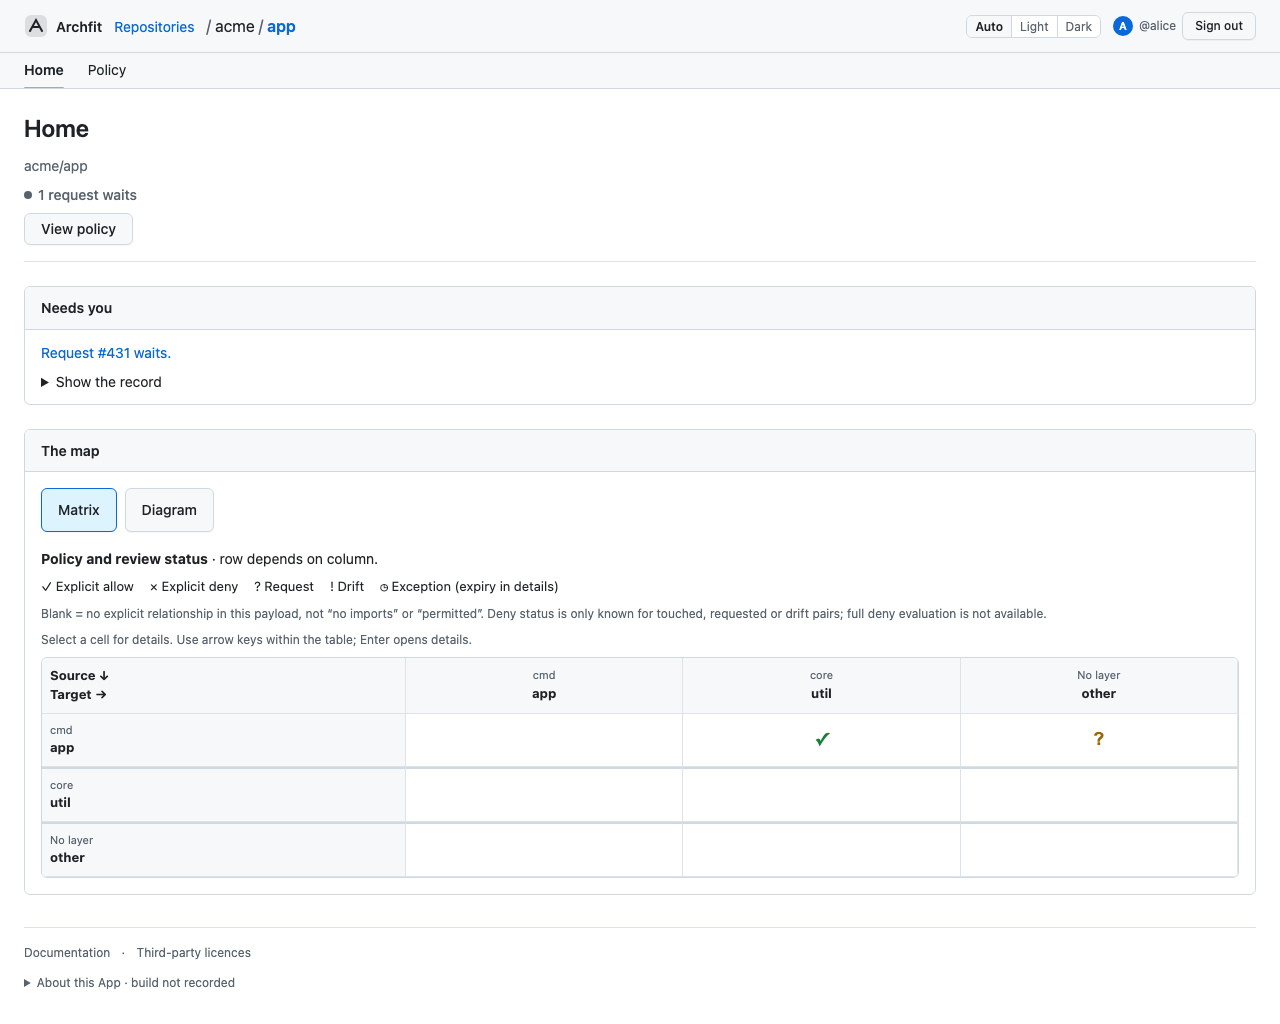 Archfit Repositories / acme / app
Auto Light Dark A @alice Sign out
Home Policy
Home
acme/app
1 request waits
View policy
Needs you
Request #431 waits.
Show the record
The map
Matrix Diagram
Policy and review status · row depends on column.
✓ Explicit allow × Explicit deny ? Request ! Drift ◷ Exception (expiry in details)
Blank = no explicit relationship in this payload, not “no imports” or “permitted”. Deny status is only known for touched, requested or drift pairs; full deny evaluation is not available.
Select a cell for details. Use arrow keys within the table; Enter opens details.
Source ↓
Target →
cmd
app
core
util
No layer
other
cmd
app
✓ ?
core
util
No layer
other
Documentation · Third-party licences
About this App · build not recorded